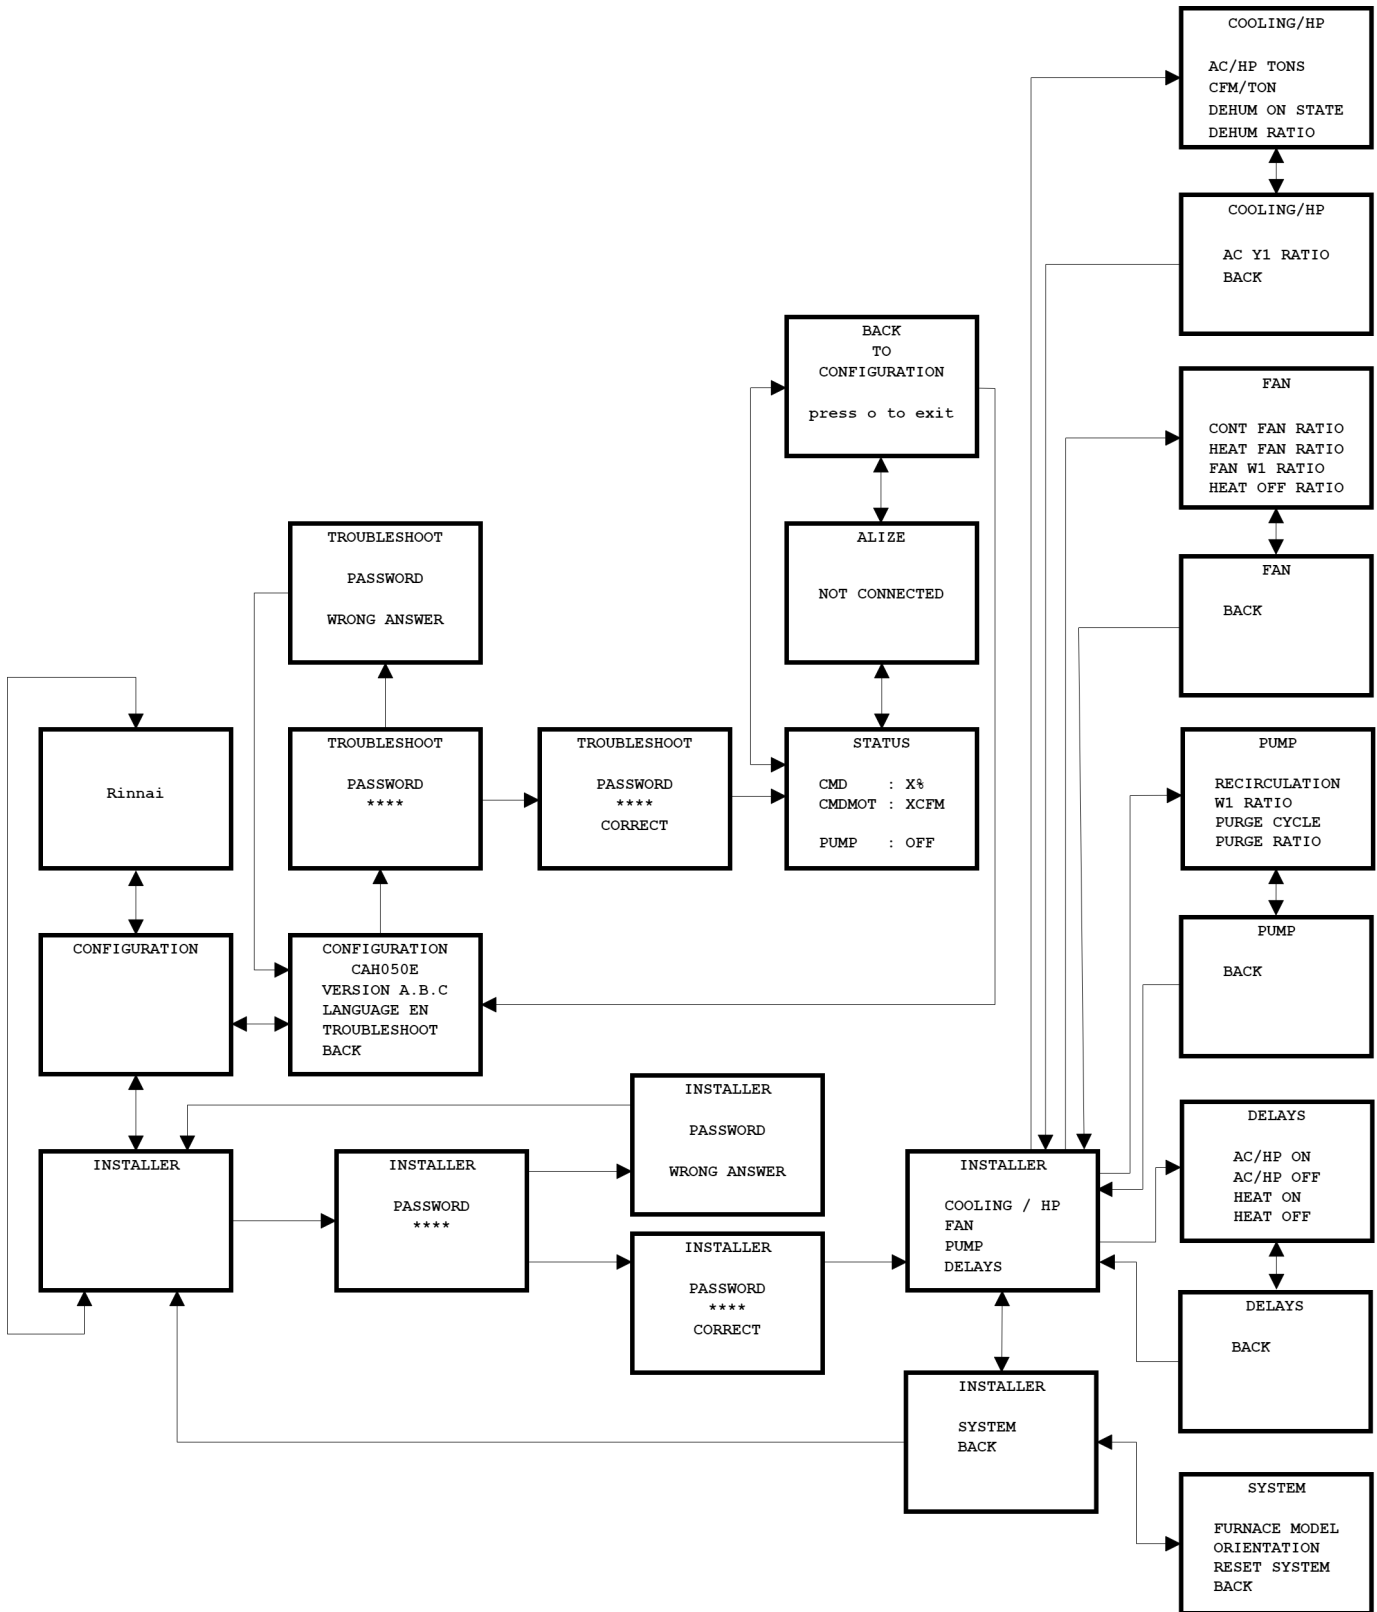 COOLING/HP
AC/HP TONS
CFM/TON
DEHUM ON STATE
DEHUM RATIO
COOLING/HP
AC Y1 RATIO
BACK
BACK
TO
CONFIGURATION
press o to exit
FAN
CONT FAN RATIO
HEAT FAN RATIO
FAN W1 RATIO
HEAT OFF RATIO
TROUBLESHOOT
PASSWORD
WRONG ANSWER
ALIZE
NOT CONNECTED
FAN
BACK
Rinnai
TROUBLESHOOT
PASSWORD
****
TROUBLESHOOT
PASSWORD
****
CORRECT
STATUS
CMD : X%
CMDMOT : XCFM
PUMP : OFF
PUMP
RECIRCULATION
W1 RATIO
PURGE CYCLE
PURGE RATIO
CONFIGURATION
CONFIGURATION
CAH050E
VERSION A.B.C
LANGUAGE EN
TROUBLESHOOT
BACK
PUMP
BACK
INSTALLER
PASSWORD
WRONG ANSWER
INSTALLER
INSTALLER
PASSWORD
****
INSTALLER
PASSWORD
****
CORRECT
INSTALLER
COOLING / HP
FAN
PUMP
DELAYS
DELAYS
AC/HP ON
AC/HP OFF
HEAT ON
HEAT OFF
DELAYS
BACK
INSTALLER
SYSTEM
BACK
SYSTEM
FURNACE MODEL
ORIENTATION
RESET SYSTEM
BACK